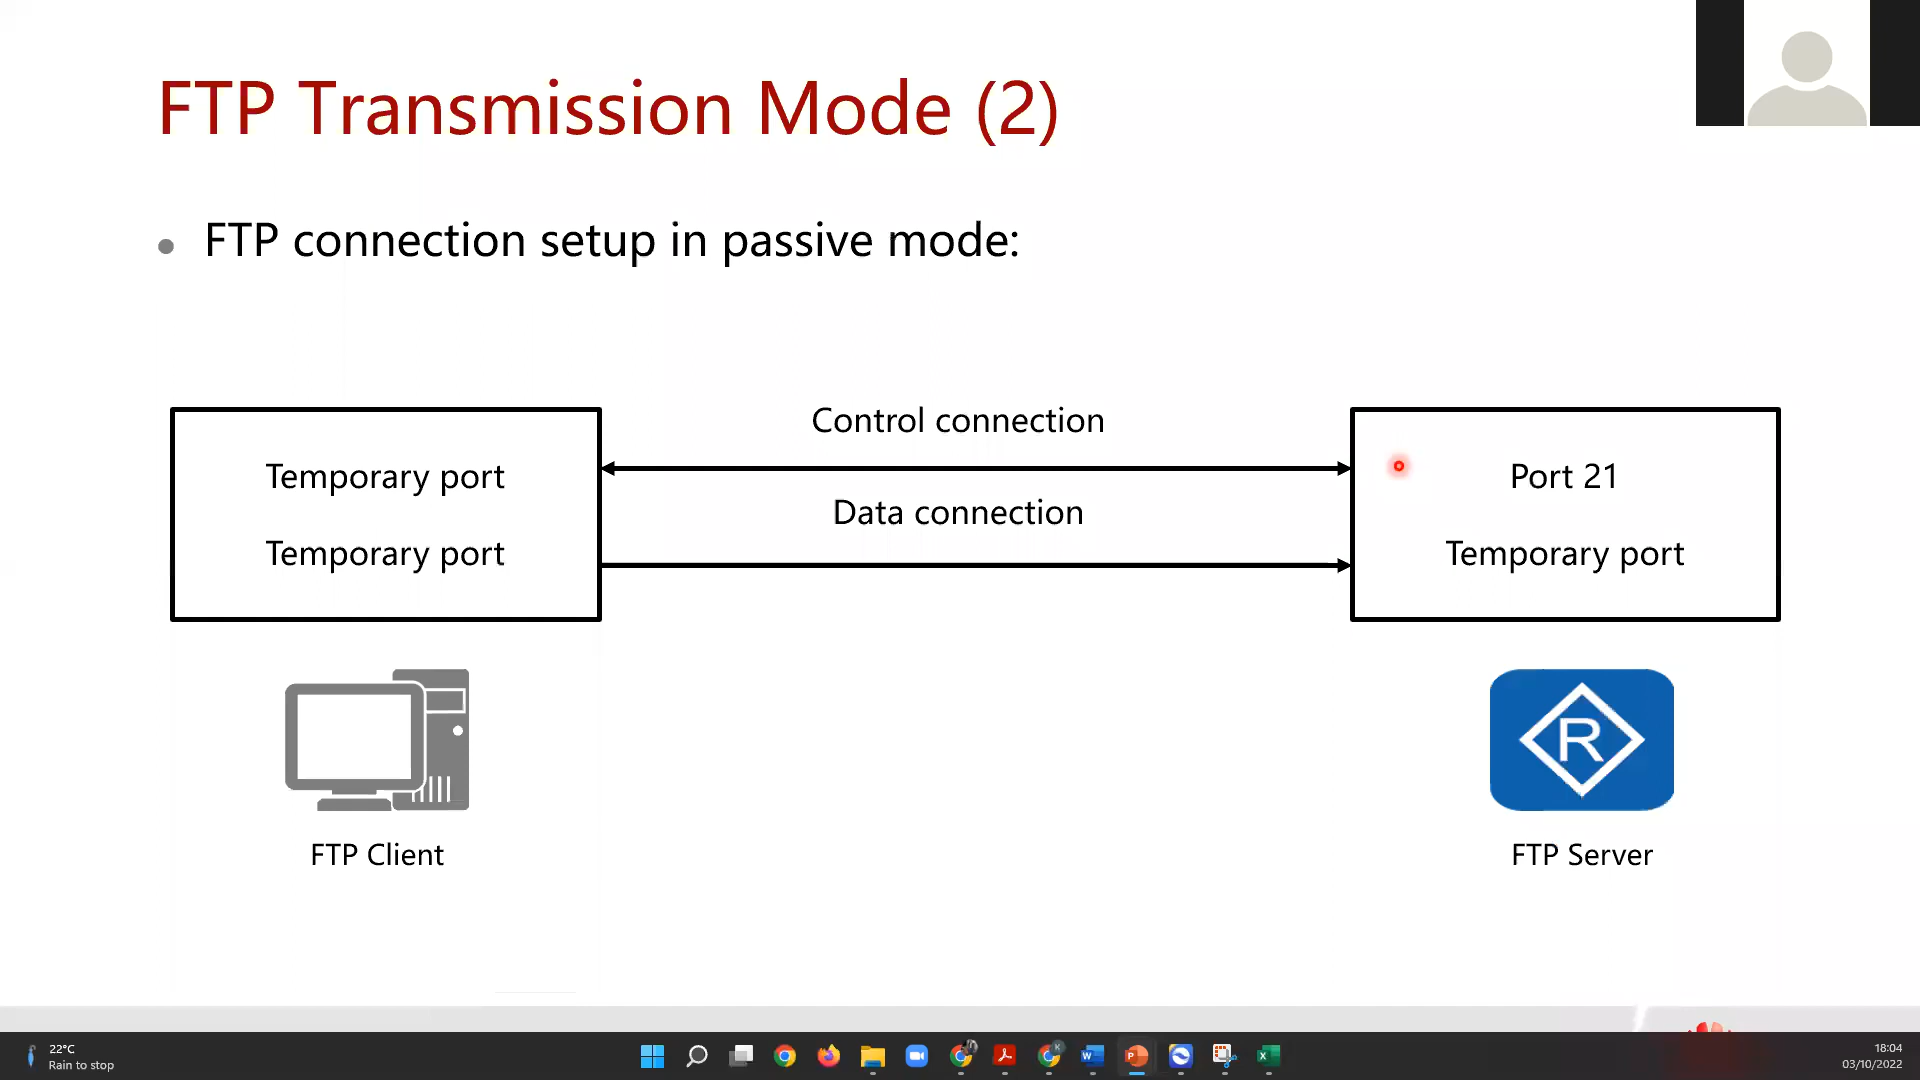 FTP Transmission Mode (2)
FTP connection setup in passive mode:
Control connection
Temporary port
Port 21
Data connection
Temporary port
Temporary port
R
FTP Client
FTP Server
22°C
Rain to stop
K
W
P
X
18:04
03/10/2022